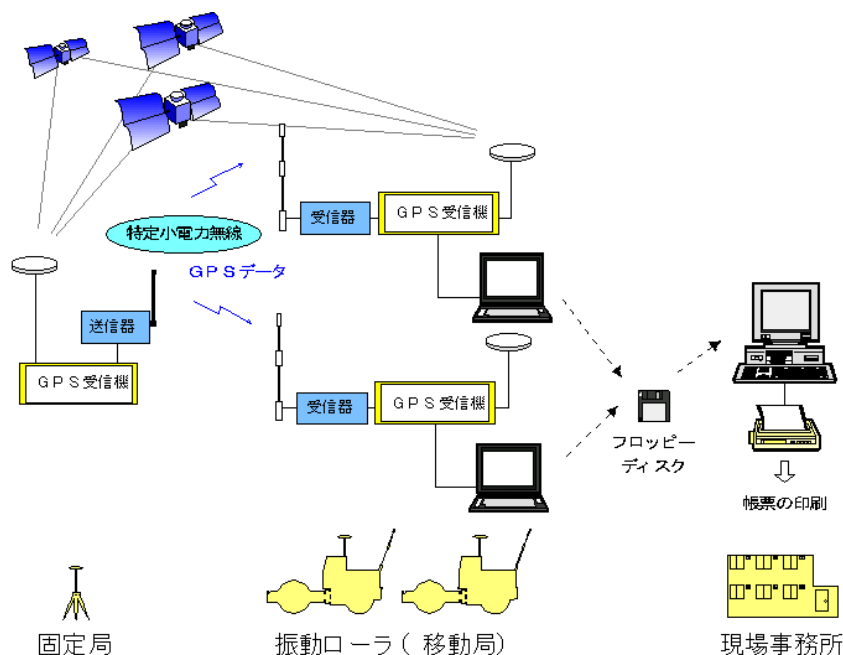 受信器
GPS受信機
特定小電力無線
GPSデータ
送信器
GPS受信機
受信器
GPS受信機
フロッピー
ディスク
帳票の印刷
固定局
振動ローラ(移動局)
現場事務所